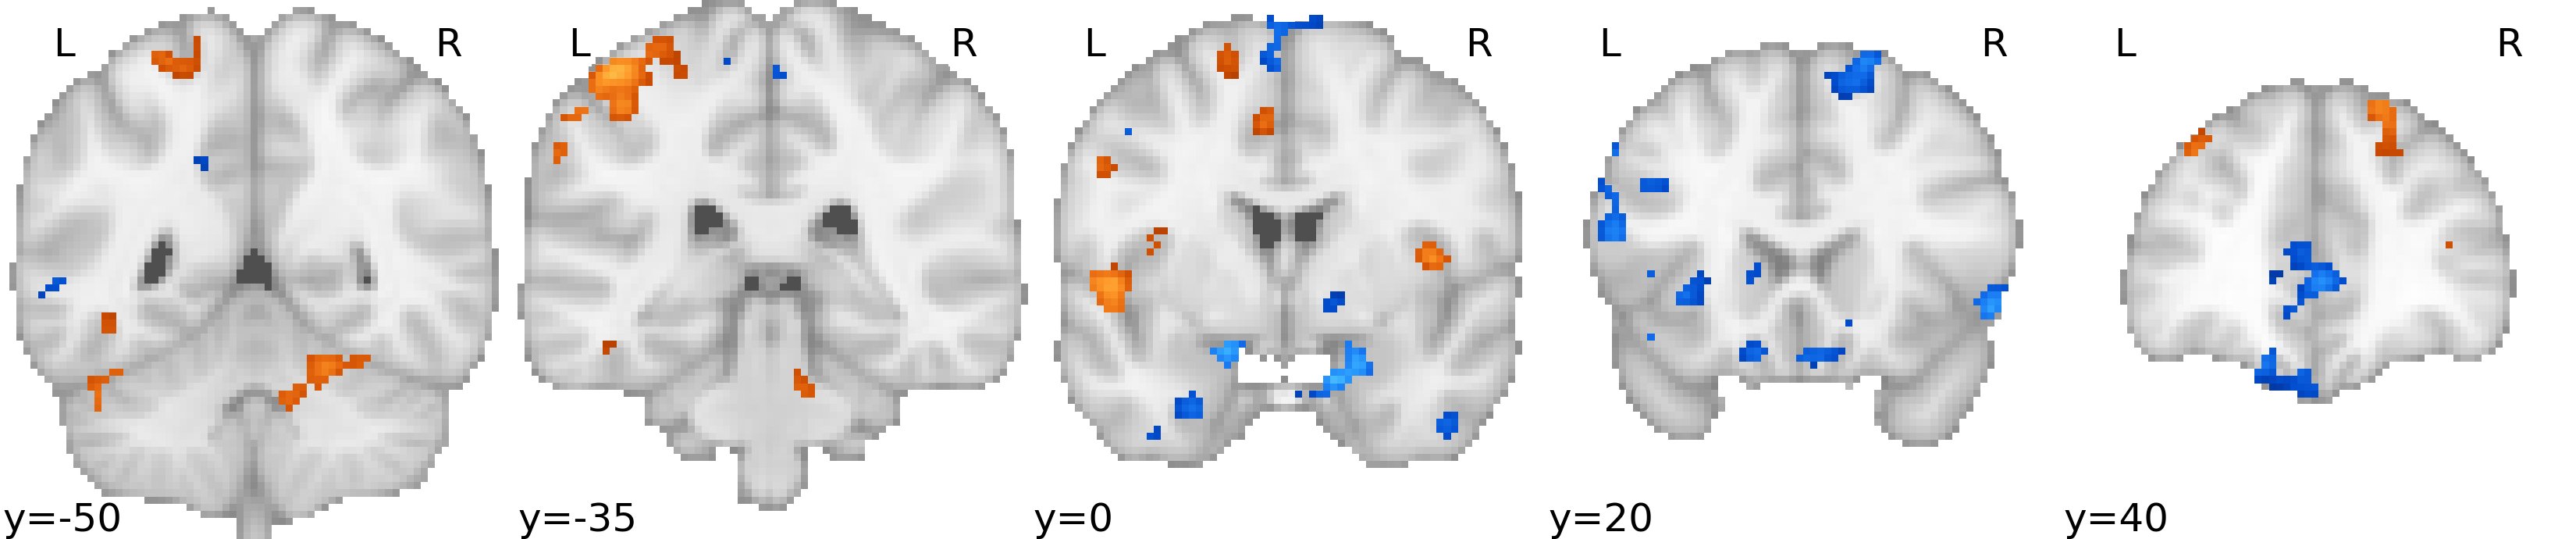 L R L R L R L R L R
y=-50 y=-35 y=0 y=20 y=40